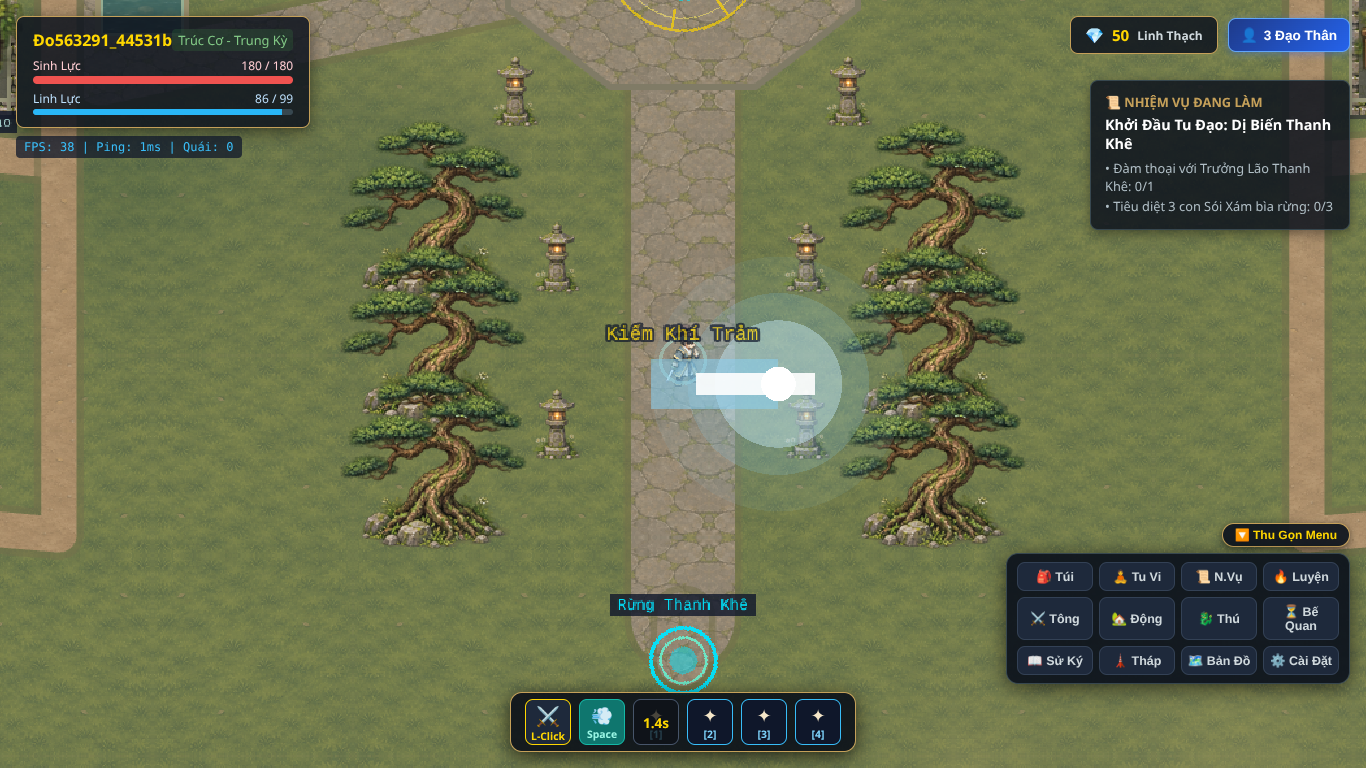 Đo563291_44531b Trúc Cơ - Trung Kỳ
Sinh Lực 180 / 180
Linh Lực 86 / 99
FPS: 38 | Ping: 1ms | Quái: 0
💎 50 Linh Thạch
👤 3 Đạo Thân
📜 NHIỆM VỤ ĐANG LÀM
Khởi Đầu Tu Đạo: Dị Biến Thanh
Khê
• Đàm thoại với Trưởng Lão Thanh
Khê: 0/1
• Tiêu diệt 3 con Sói Xám bìa rừng: 0/3
Kiếm Khí Trảm
Rừng Thanh Khê
🔽 Thu Gọn Menu
🎒 Túi
🧘 Tu Vi
📜 N.Vụ
🔥 Luyện
⚔️ Tông
🏡 Động
🐉 Thú
⏳ Bế
Quan
📖 Sử Ký
🗼 Tháp
🗺️ Bản Đồ
⚙️ Cài Đặt
L-Click
Space
1.4s
[1]
[2]
[3]
[4]